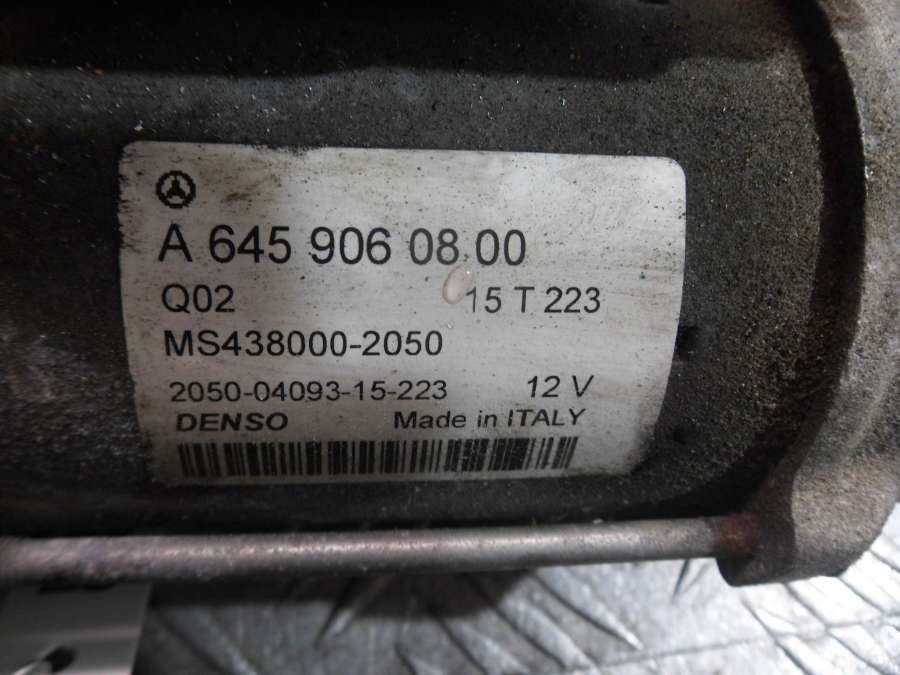 A 645 906 08 00
Q02 15 T 223
MS438000-2050
2050-04093-15-223 12 V
DENSO Made in ITALY